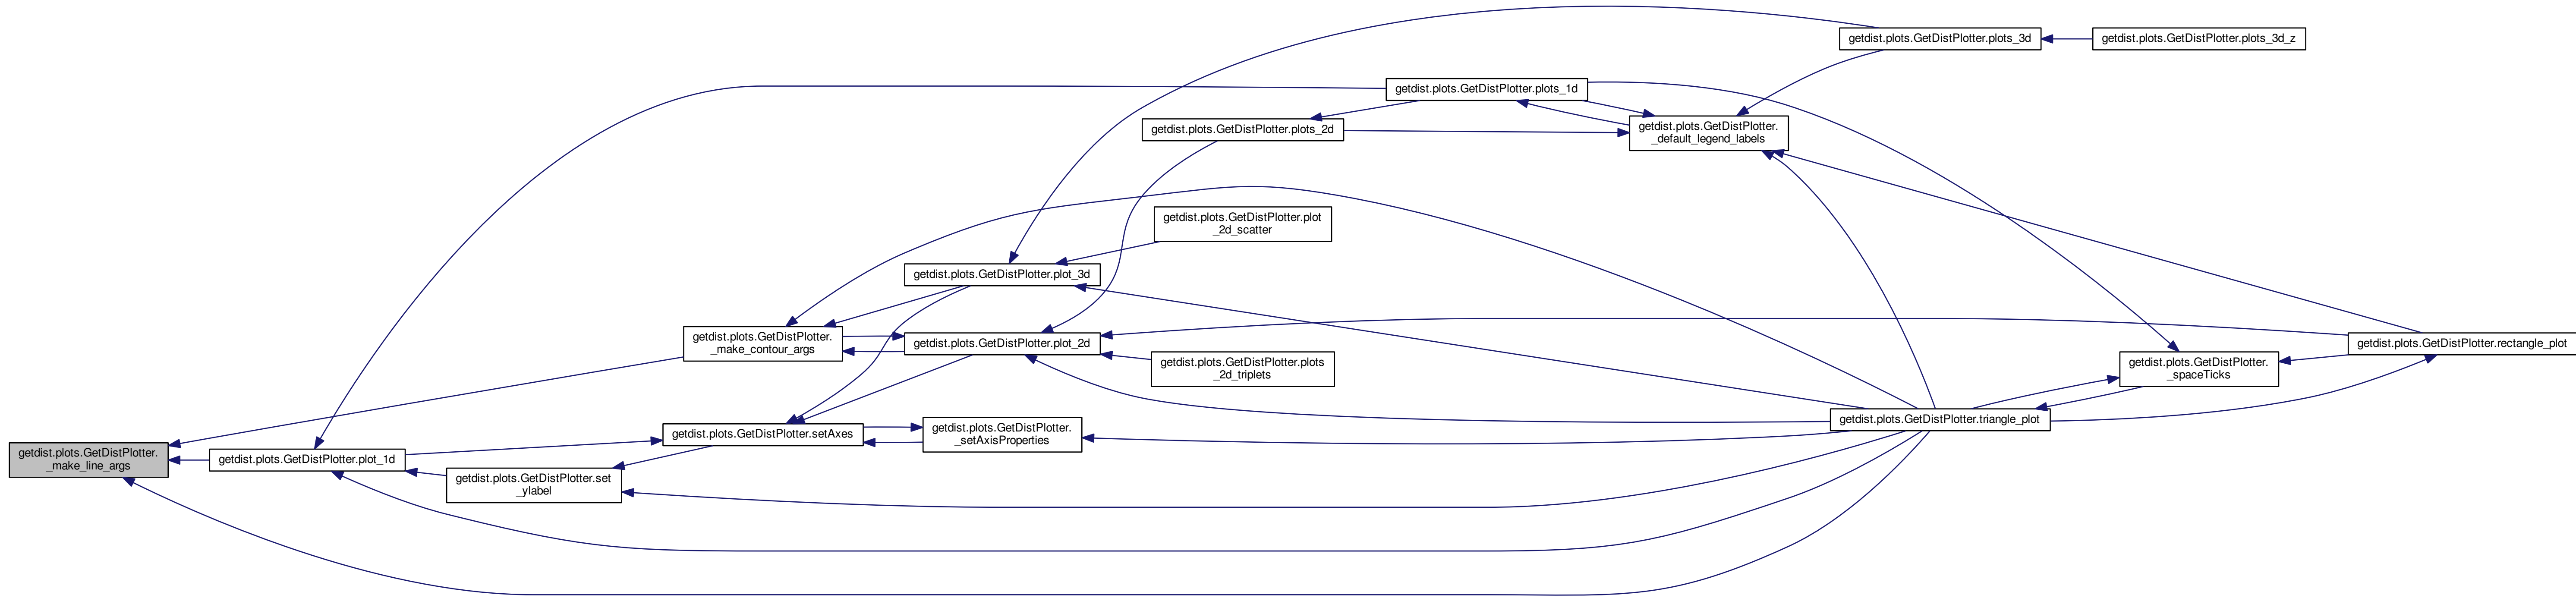 getdist.plots.GetDistPlotter.plots_3d
getdist.plots.GetDistPlotter.plots_3d_z
getdist.plots.GetDistPlotter.plots_1d
getdist.plots.GetDistPlotter.plots_2d
getdist.plots.GetDistPlotter.
_default_legend_labels
getdist.plots.GetDistPlotter.plot
_2d_scatter
getdist.plots.GetDistPlotter.plot_3d
getdist.plots.GetDistPlotter.
_make_contour_args
getdist.plots.GetDistPlotter.plot_2d
getdist.plots.GetDistPlotter.rectangle_plot
getdist.plots.GetDistPlotter.plots
_2d_triplets
getdist.plots.GetDistPlotter.
_spaceTicks
getdist.plots.GetDistPlotter.triangle_plot
getdist.plots.GetDistPlotter.setAxes
getdist.plots.GetDistPlotter.
_setAxisProperties
getdist.plots.GetDistPlotter.
_make_line_args
getdist.plots.GetDistPlotter.plot_1d
getdist.plots.GetDistPlotter.set
_ylabel